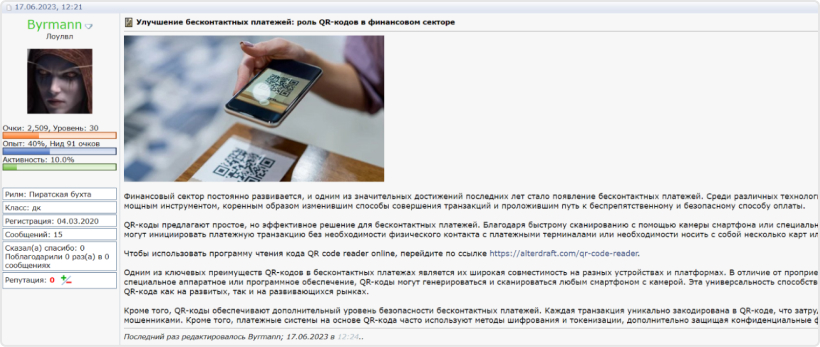 17.06.2023, 12:21
Byrmann
Лоулвл
Очки: 2,509, Уровень: 30
Опыт: 40%, Нид 91 очков
Активность: 10.0%
Рилм: Пиратская бухта
Класс: дк
Регистрация: 04.03.2020
Сообщений: 15
Сказал(а) спасибо: 0
Поблагодарили 0 раз(а) в 0
сообщениях
Репутация: 0
Улучшение бесконтактных платежей: роль QR-кодов в финансовом секторе
Финансовый сектор постоянно развивается, и одним из значительных достижений последних лет стало появление бесконтактных платежей. Среди различных технолог
мощным инструментом, коренным образом изменившим способы совершения транзакций и проложившим путь к беспрепятственному и безопасному способу оплаты.
QR-коды предлагают простое, но эффективное решение для бесконтактных платежей. Благодаря быстрому сканированию с помощью камеры смартфона или специальн
могут инициировать платежную транзакцию без необходимости физического контакта с платежными терминалами или необходимости носить с собой несколько карт ил
Чтобы использовать программу чтения кода QR code reader online, перейдите по ссылке https://alterdraft.com/qr-code-reader.
Одним из ключевых преимуществ QR-кодов в бесконтактных платежах является их широкая совместимость на разных устройствах и платформах. В отличие от проприе
специальное аппаратное или программное обеспечение, QR-коды могут генерироваться и сканироваться любым смартфоном с камерой. Эта универсальность способств
QR-кода как на развитых, так и на развивающихся рынках.
Кроме того, QR-коды обеспечивают дополнительный уровень безопасности бесконтактных платежей. Каждая транзакция уникально закодирована в QR-коде, что затру
мошенниками. Кроме того, платежные системы на основе QR-кода часто используют методы шифрования и токенизации, дополнительно защищая конфиденциальные ф
Последний раз редактировалось Byrmann; 17.06.2023 в 12:24..